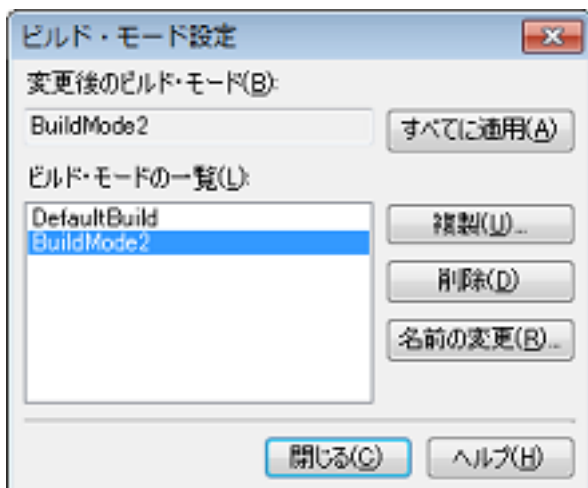 ビルド・モード設定
変更後のビルド・モード(B):
BuildMode2
すべてに適用(A)
ビルド・モードの一覧(L):
DefaultBuild
BuildMode2
複製(U)...
削除(D)
名前の変更(R)...
閉じる(C)
ヘルプ(H)